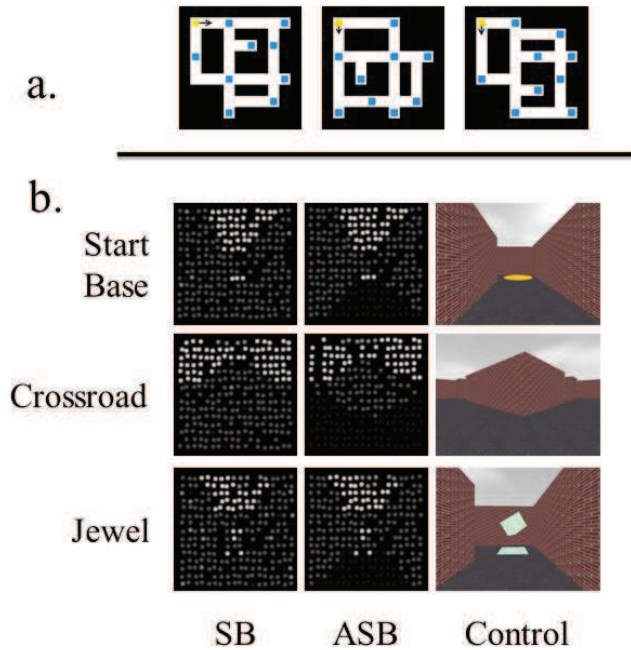 a.
b.
Start
Base
Crossroad
Jewel
SB ASB Control